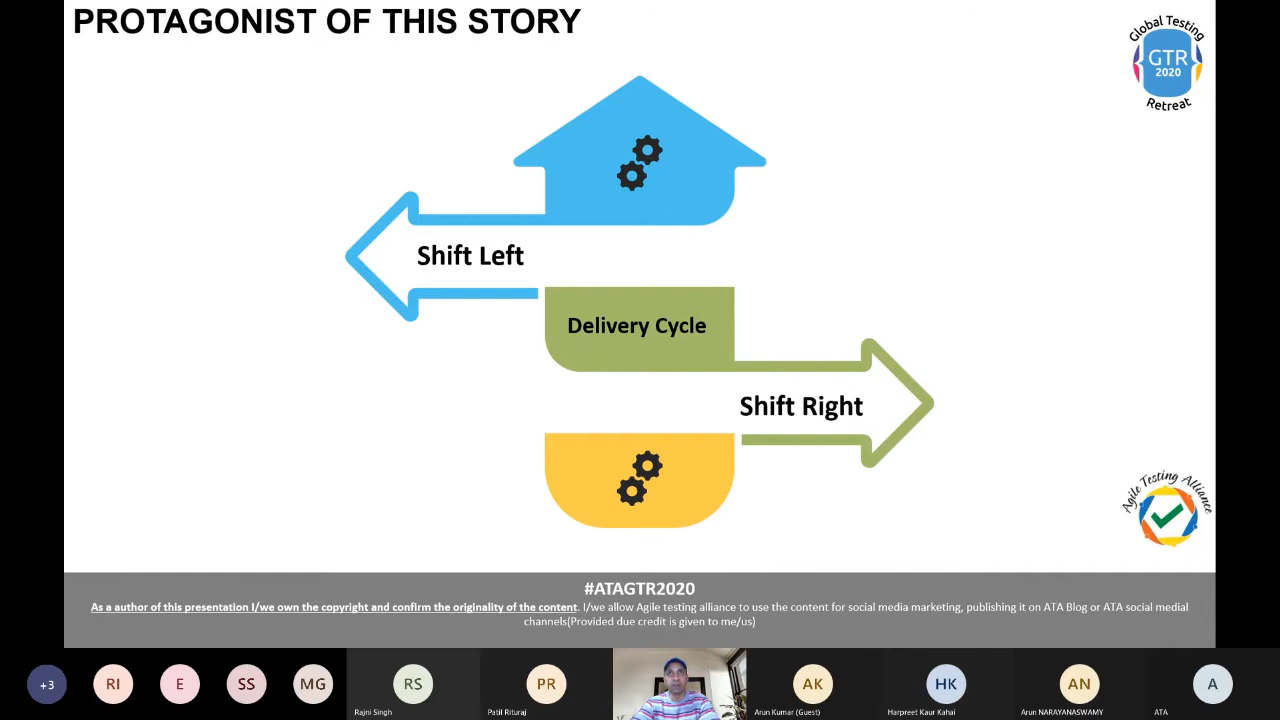 PROTAGONIST OF THIS STORY
Global Testing
GTR
2020
Retreat
Shift Left
Delivery Cycle
Shift Right
Agile Testing Alliance
#ATAGTR2020
As a author of this presentation I/we own the copyright and confirm the originality of the content. I/we allow Agile testing alliance to use the content for social media marketing, publishing it on ATA Blog or ATA social medial
channels(Provided due credit is given to me/us)
+3
RI
E
SS
MG
RS
Rajni Singh
PR
Patil Rituraj
AK
Arun Kumar (Guest)
HK
Harpreet Kaur Kahai
AN
Arun NARAYANASWAMY
A
ATA